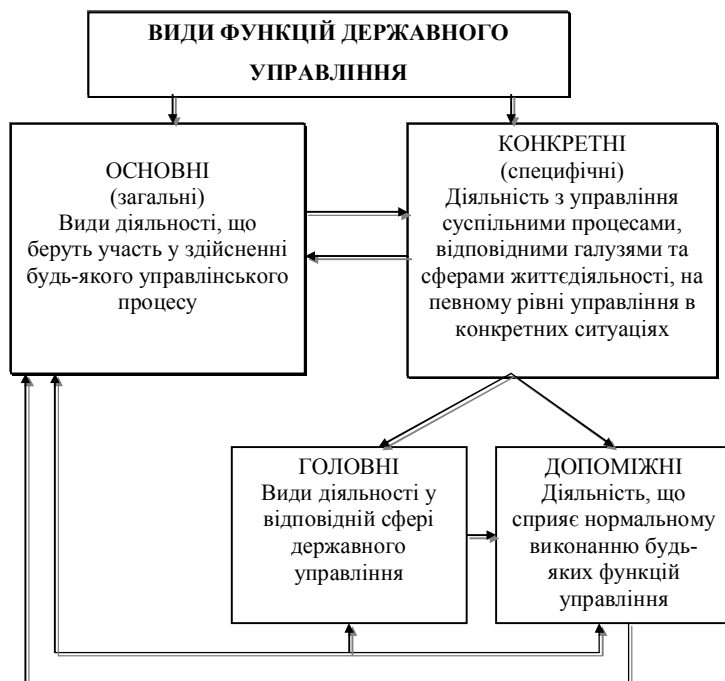 ВИДИ ФУНКЦІЙ ДЕРЖАВНОГО
УПРАВЛІННЯ
ОСНОВНІ
(загальні)
Види діяльності, що
беруть участь у здійсненні
будь-якого управлінського
процесу
КОНКРЕТНІ
(специфічні)
Діяльність з управління
суспільними процесами,
відповідними галузями та
сферами життєдіяльності, на
певному рівні управління в
конкретних ситуаціях
ГОЛОВНІ
Види діяльності у
відповідній сфері
державного
управління
ДОПОМІЖНІ
Діяльність, що
сприяє нормальному
виконанню будь-
яких функцій
управління